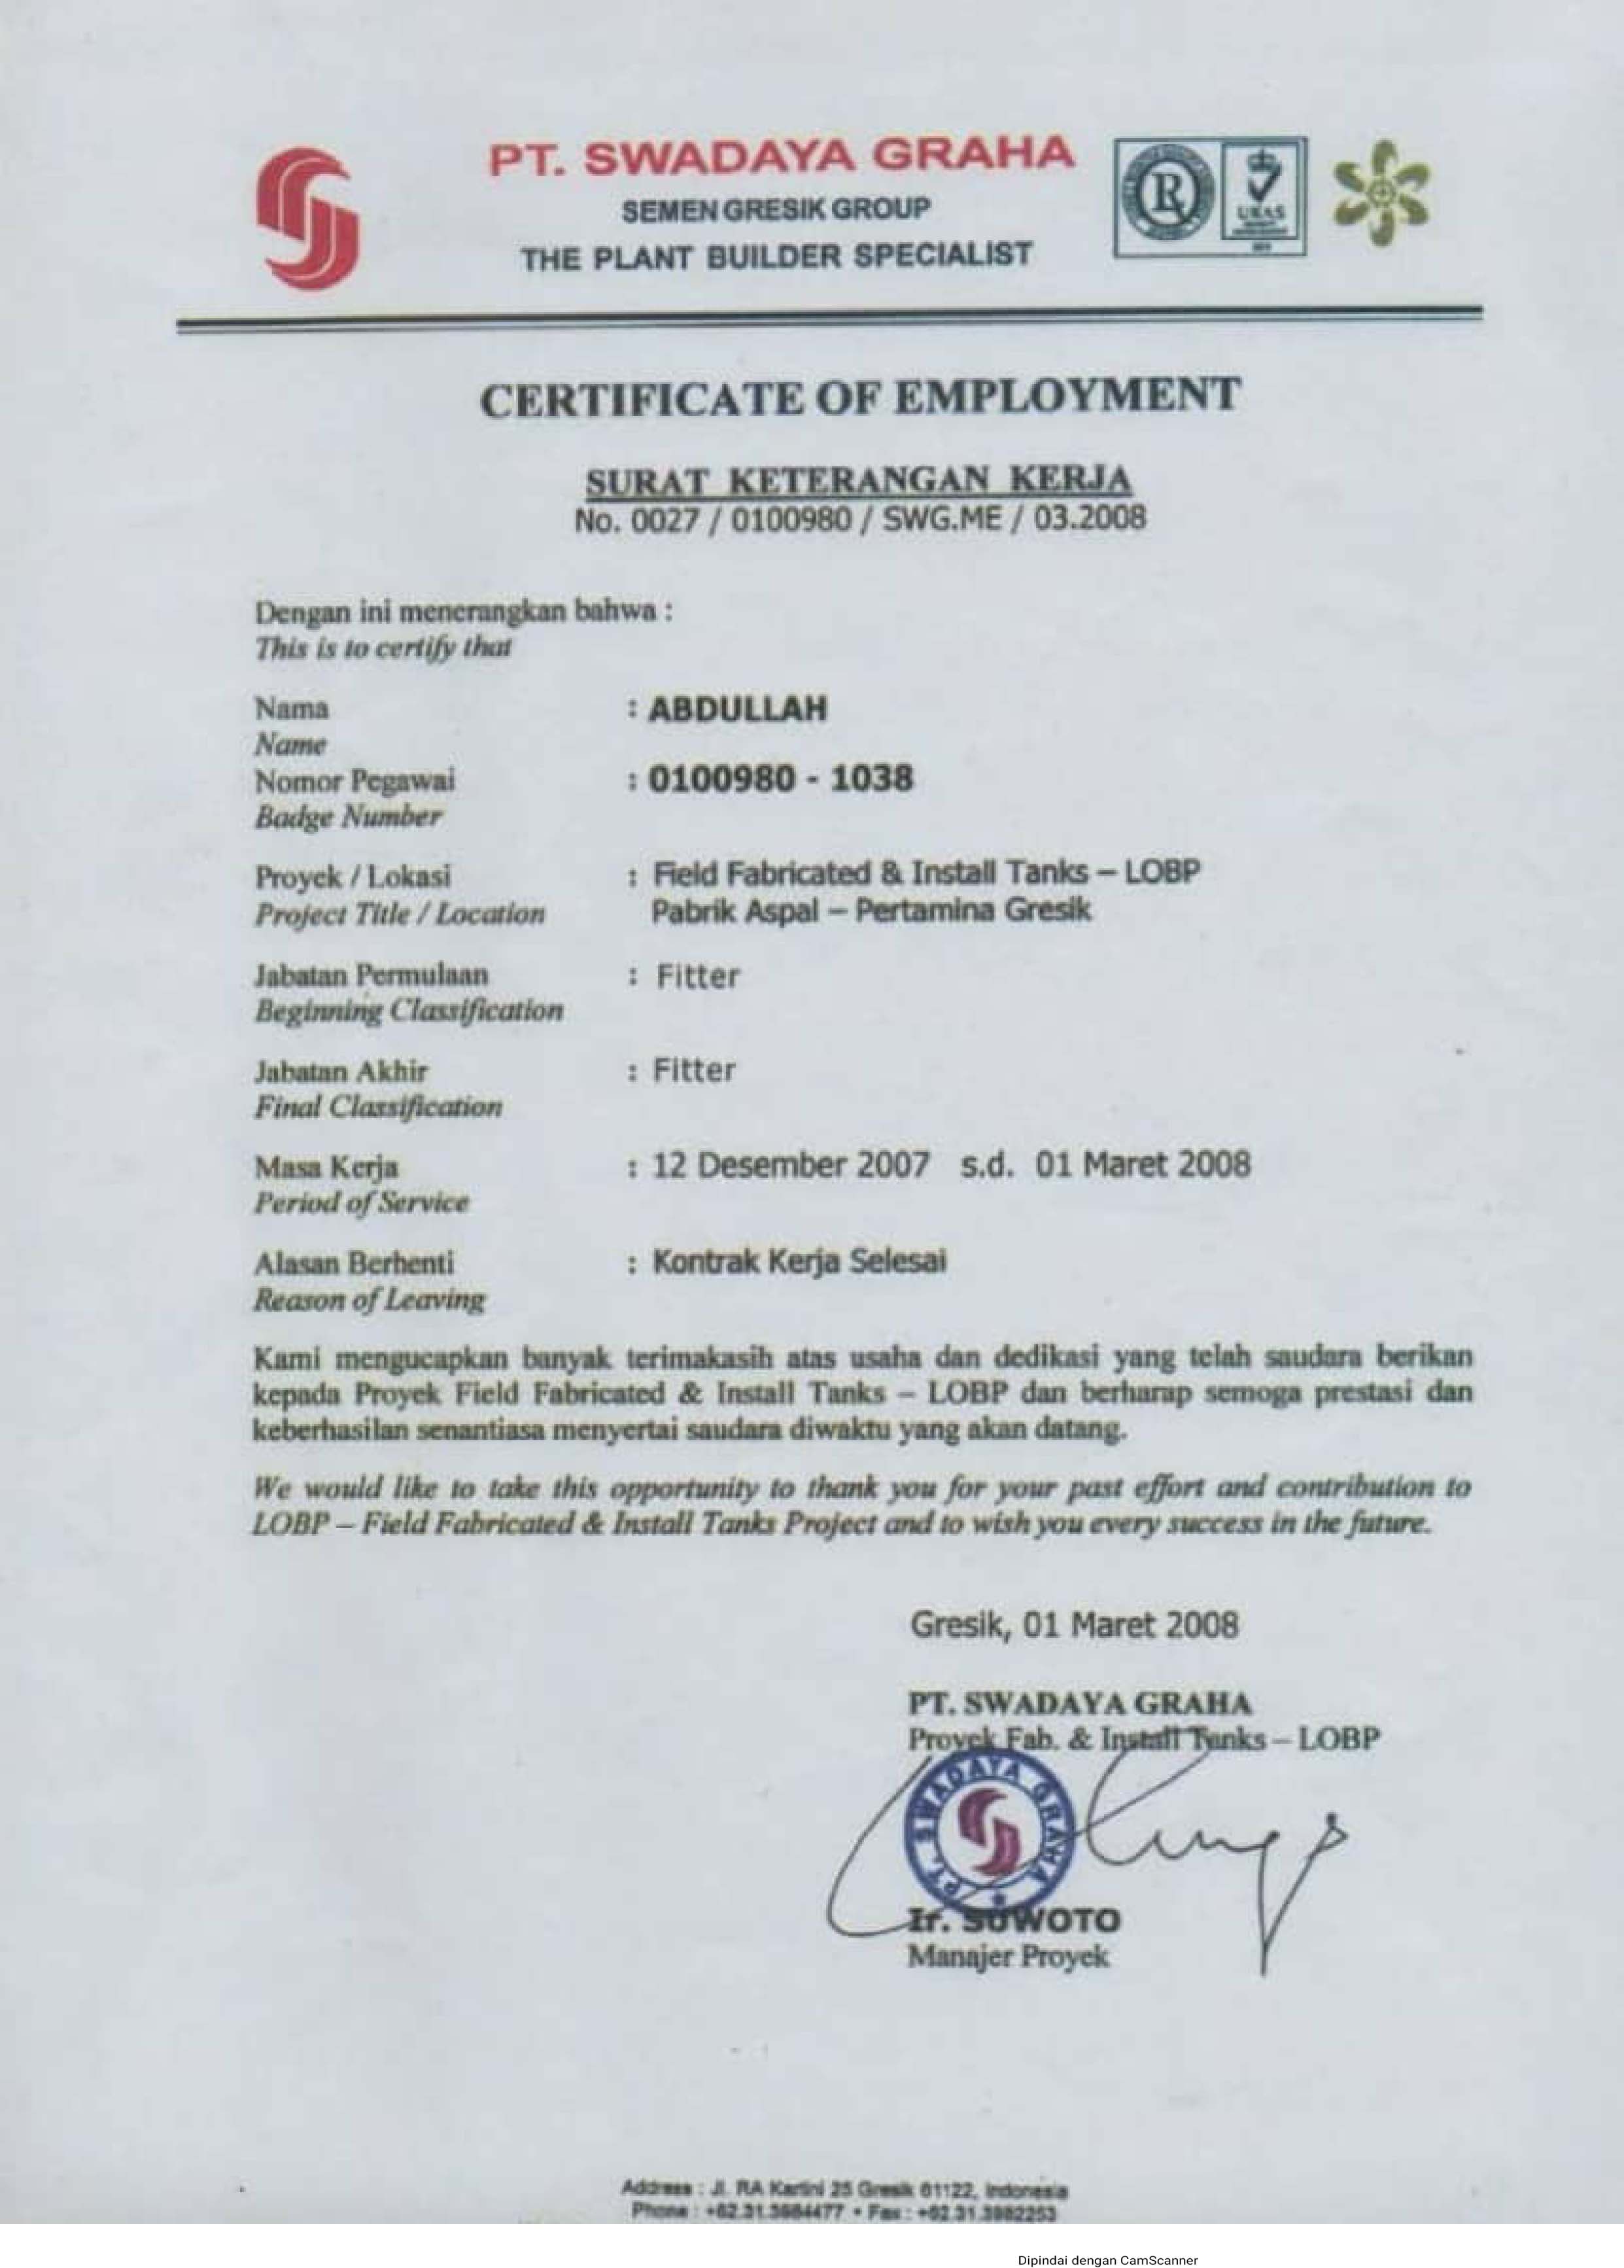 PT. SWADAYA GRAHA
SEMEN GRESIK GROUP
THE PLANT BUILDER SPECIALIST
R
UKAS
CERTIFICATE OF EMPLOYMENT
SURAT KETERANGAN KERJA
No. 0027 / 0100980 / SWG.ME / 03.2008
Dengan ini menerangkan bahwa :
This is to certify that
Nama : ABDULLAH
Name
Nomor Pegawai : 0100980 - 1038
Badge Number
Proyek / Lokasi : Field Fabricated & Install Tanks – LOBP
Project Title / Location Pabrik Aspal – Pertamina Gresik
Jabatan Permulaan : Fitter
Beginning Classification
Jabatan Akhir : Fitter
Final Classification
Masa Kerja : 12 Desember 2007 s.d. 01 Maret 2008
Period of Service
Alasan Berhenti : Kontrak Kerja Selesai
Reason of Leaving
Kami mengucapkan banyak terimakasih atas usaha dan dedikasi yang telah saudara berikan
kepada Proyek Field Fabricated & Install Tanks – LOBP dan berharap semoga prestasi dan
keberhasilan senantiasa menyertai saudara diwaktu yang akan datang.
We would like to take this opportunity to thank you for your past effort and contribution to
LOBP – Field Fabricated & Install Tanks Project and to wish you every success in the future.
Gresik, 01 Maret 2008
PT. SWADAYA GRAHA
Proyek Fab. & Install Tanks – LOBP
PT. SWADAYA GRAHA
Ir. SUWOTO
Manajer Proyek
Address : Jl. RA Kartini 25 Gresik 61122, Indonesia
Phone : +62.31.3984477 • Fax : +62.31.3982253
Dipindai dengan CamScanner